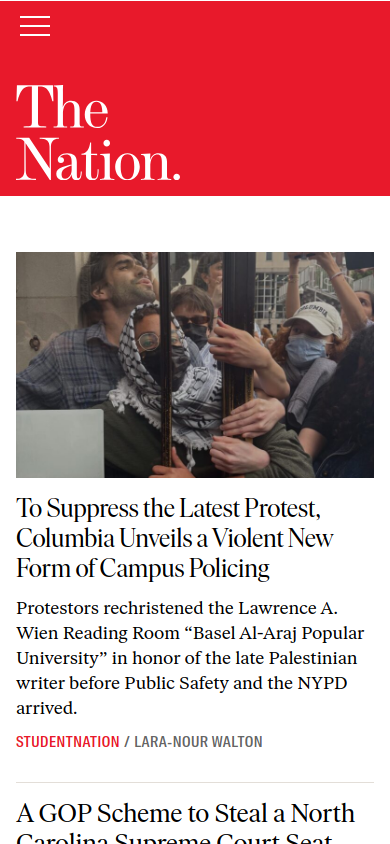 The
Nation.
To Suppress the Latest Protest,
Columbia Unveils a Violent New
Form of Campus Policing
Protestors rechristened the Lawrence A.
Wien Reading Room “Basel Al-Araj Popular
University” in honor of the late Palestinian
writer before Public Safety and the NYPD
arrived.
STUDENTNATION / LARA-NOUR WALTON
A GOP Scheme to Steal a North
Carolina Supreme Court Seat